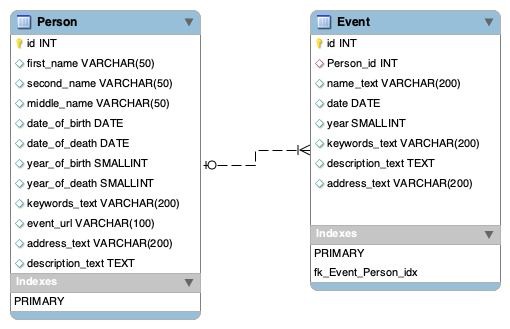 Person
id INT
first_name VARCHAR(50)
second_name VARCHAR(50)
middle_name VARCHAR(50)
date_of_birth DATE
date_of_death DATE
year_of_birth SMALLINT
year_of_death SMALLINT
keywords_text VARCHAR(200)
event_url VARCHAR(100)
address_text VARCHAR(200)
description_text TEXT
Indexes
PRIMARY
Event
id INT
Person_id INT
name_text VARCHAR(200)
date DATE
year SMALLINT
keywords_text VARCHAR(200)
description_text TEXT
address_text VARCHAR(200)
Indexes
PRIMARY
fk_Event_Person_idx